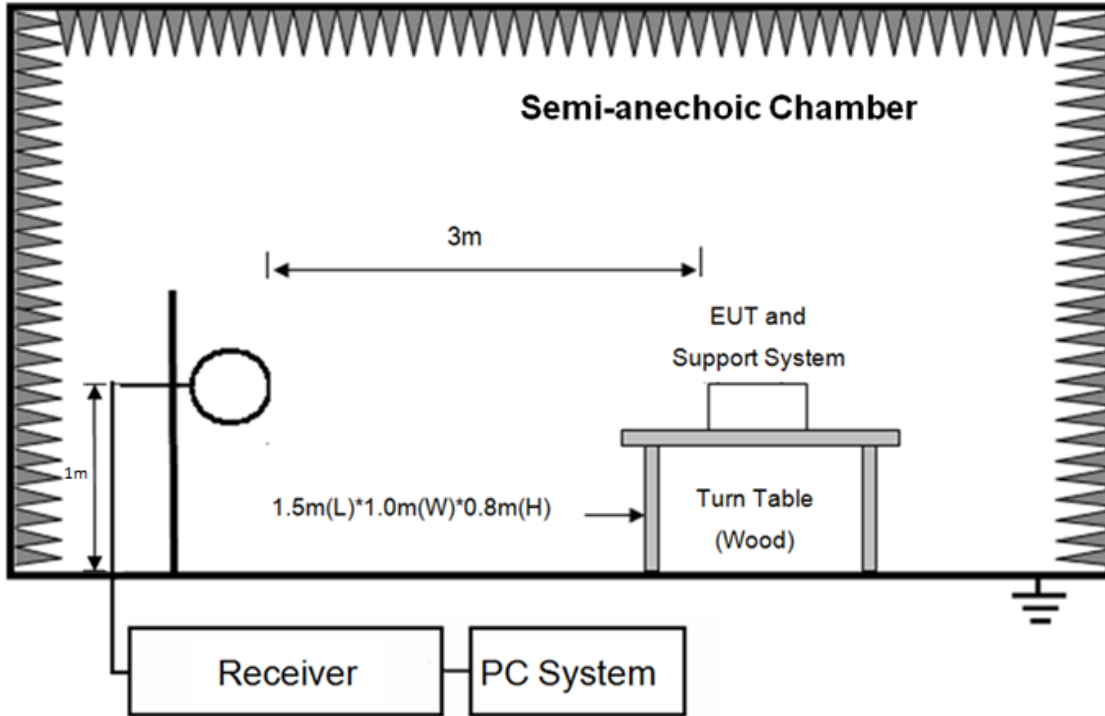 Semi-anechoic Chamber
3m
EUT and
Support System
1m
1.5m(L)*1.0m(W)*0.8m(H)
Turn Table
(Wood)
Receiver
PC System